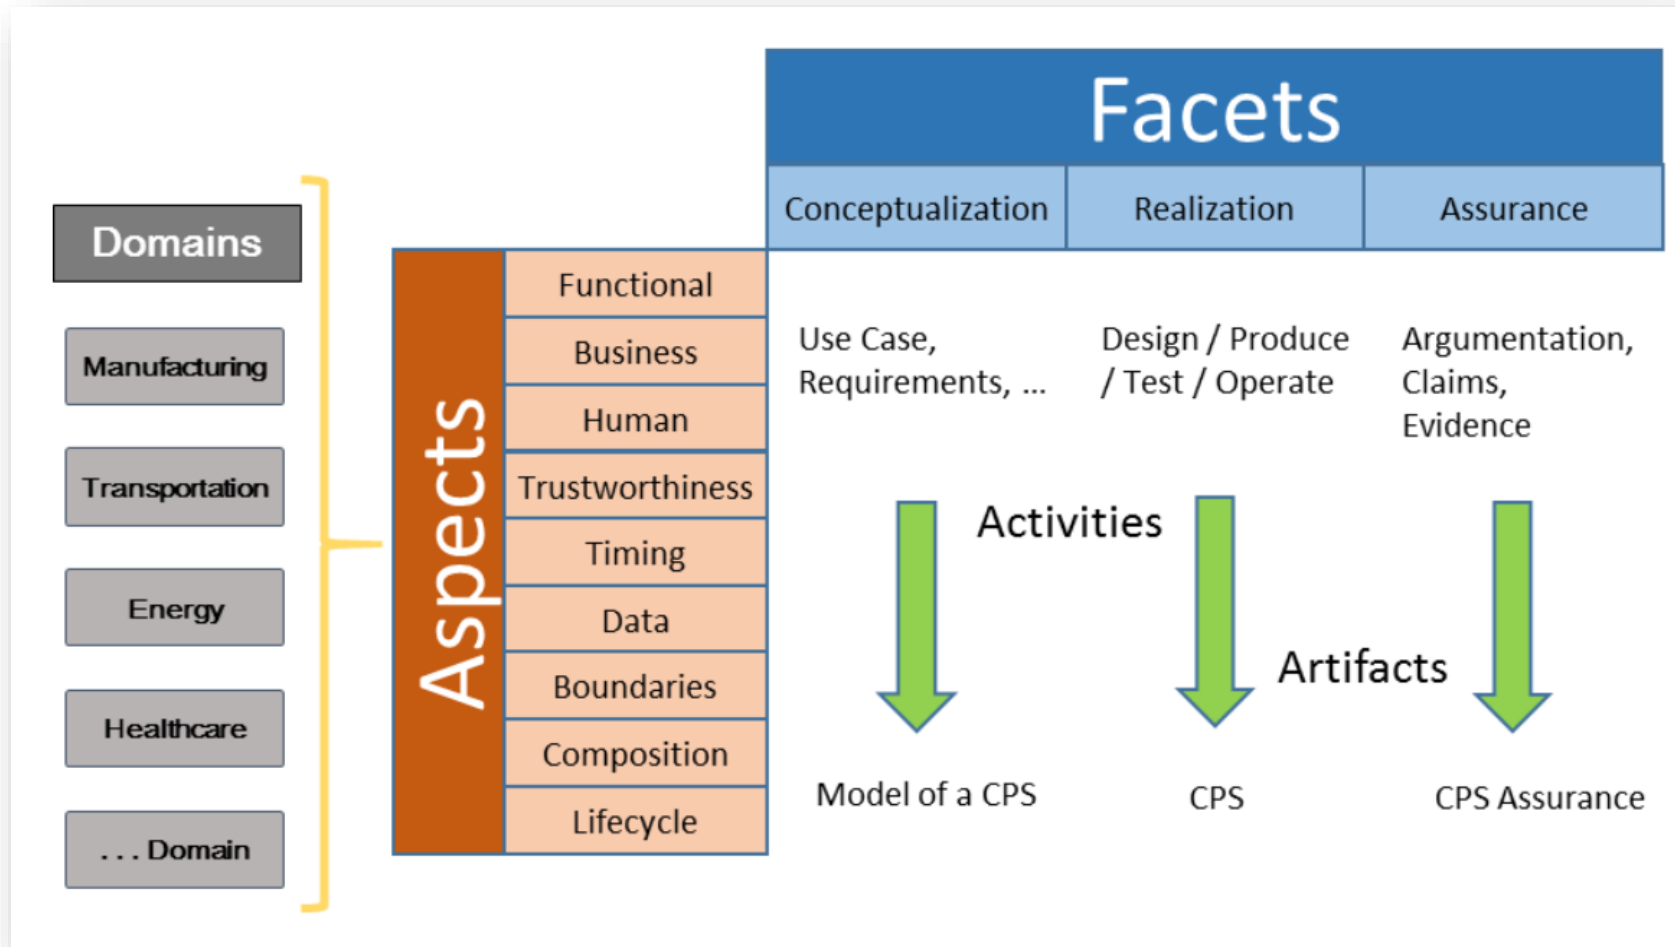 Facets
Conceptualization
Realization
Assurance
Domains
Manufacturing
Transportation
Energy
Healthcare
... Domain
Aspects
Functional
Business
Human
Trustworthiness
Timing
Data
Boundaries
Composition
Lifecycle
Use Case,
Requirements, ...
Design / Produce
/ Test / Operate
Argumentation,
Claims,
Evidence
Activities
Artifacts
Model of a CPS
CPS
CPS Assurance